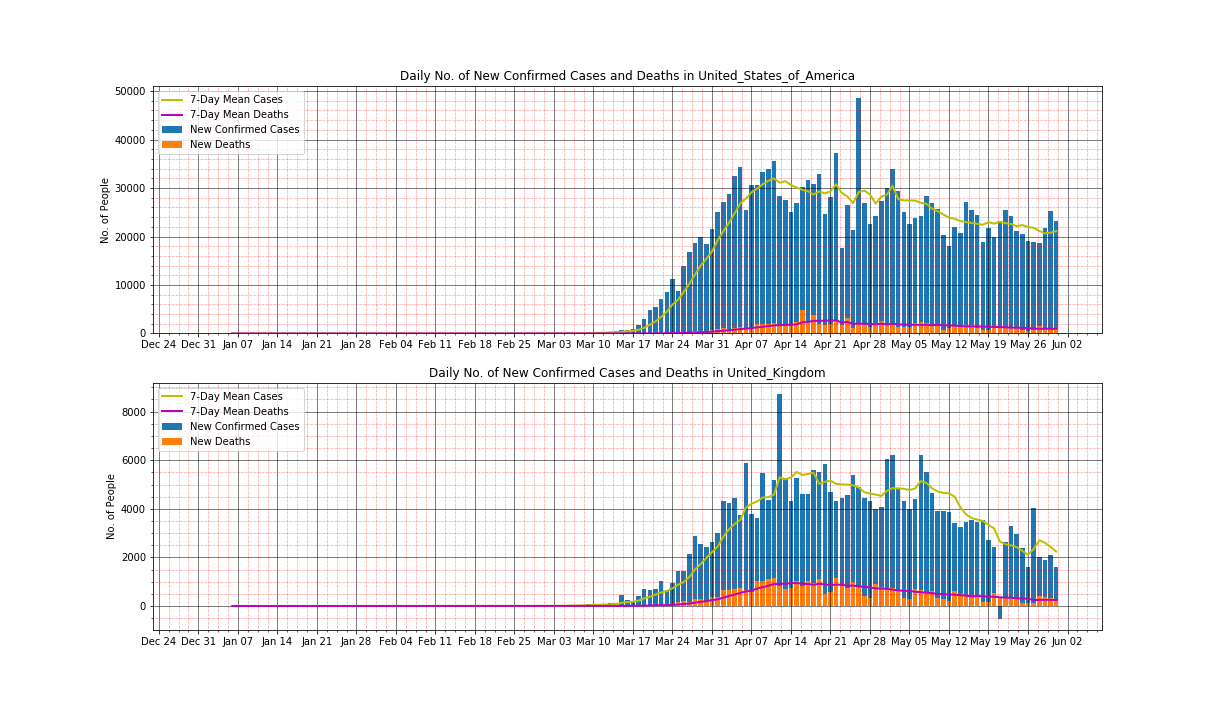 Daily No. of New Confirmed Cases and Deaths in United_States_of_America
50000
40000
30000
20000
10000
0
No. of People
7-Day Mean Cases
7-Day Mean Deaths
New Confirmed Cases
New Deaths
Dec 24 Dec 31 Jan 07 Jan 14 Jan 21 Jan 28 Feb 04 Feb 11 Feb 18 Feb 25 Mar 03 Mar 10 Mar 17 Mar 24 Mar 31 Apr 07 Apr 14 Apr 21 Apr 28 May 05 May 12 May 19 May 26 Jun 02
Daily No. of New Confirmed Cases and Deaths in United_Kingdom
8000
6000
4000
2000
0
No. of People
7-Day Mean Cases
7-Day Mean Deaths
New Confirmed Cases
New Deaths
Dec 24 Dec 31 Jan 07 Jan 14 Jan 21 Jan 28 Feb 04 Feb 11 Feb 18 Feb 25 Mar 03 Mar 10 Mar 17 Mar 24 Mar 31 Apr 07 Apr 14 Apr 21 Apr 28 May 05 May 12 May 19 May 26 Jun 02